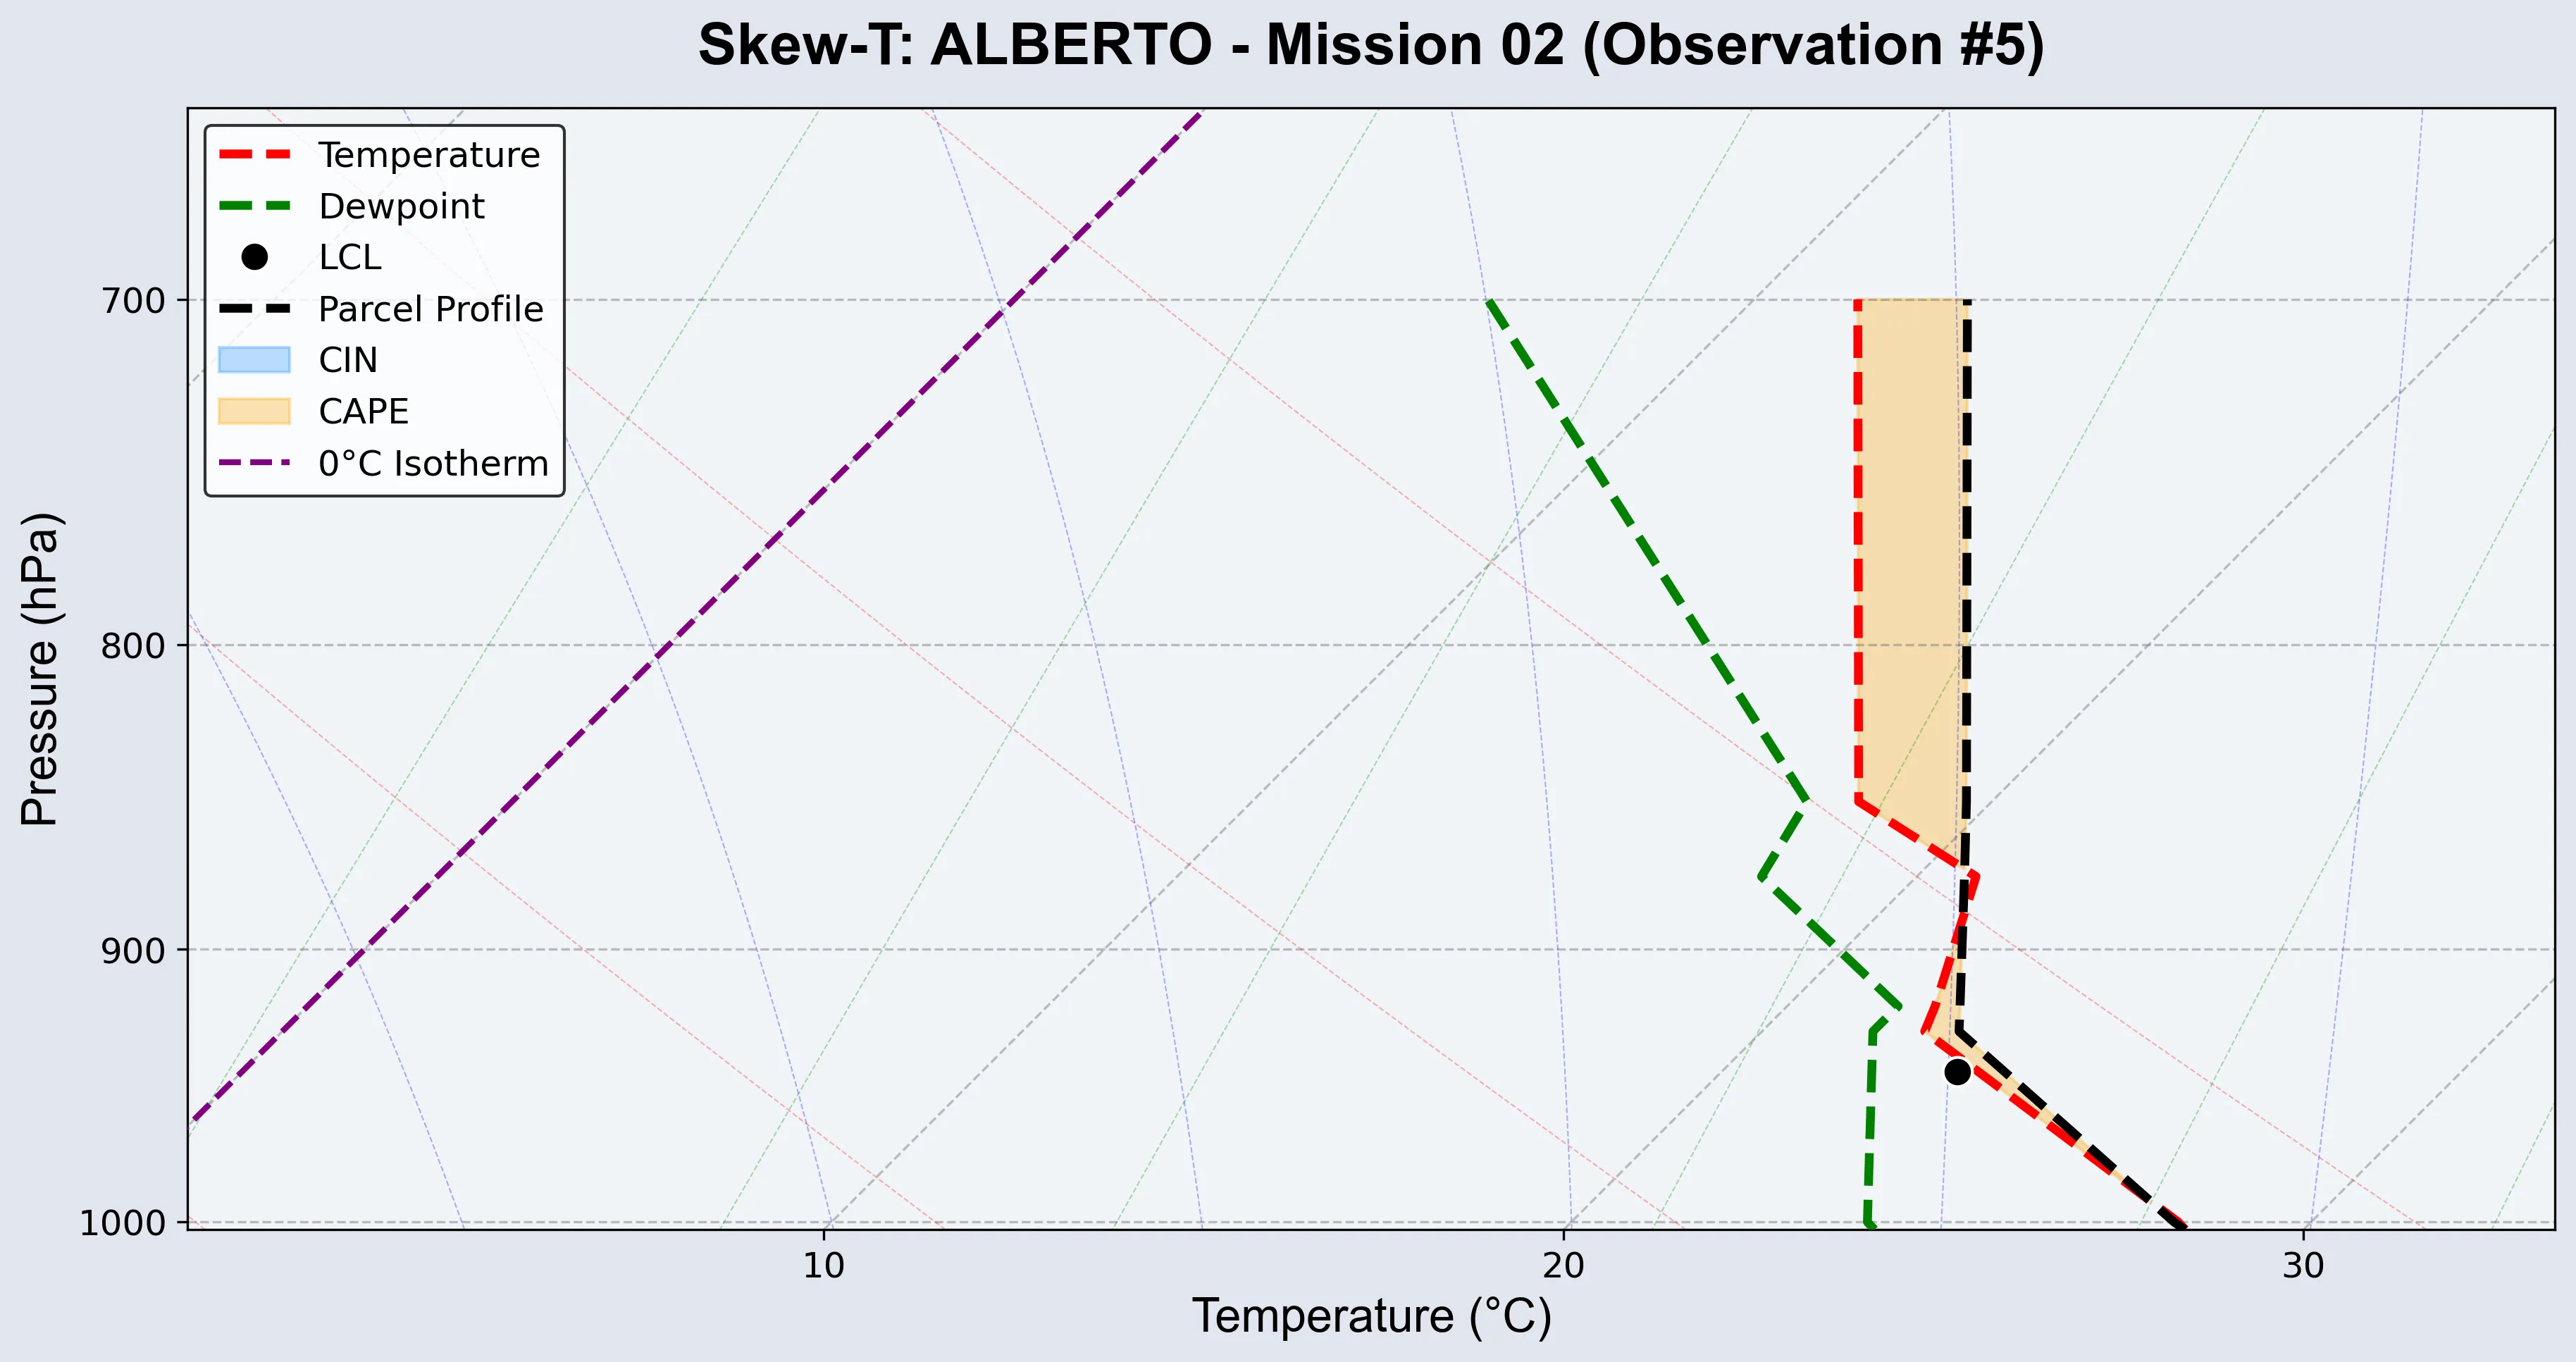 Skew-T: ALBERTO - Mission 02 (Observation #5)
Temperature
Dewpoint
LCL
Parcel Profile
CIN
CAPE
0°C Isotherm
Pressure (hPa)
700
800
900
1000
10 20 30
Temperature (°C)